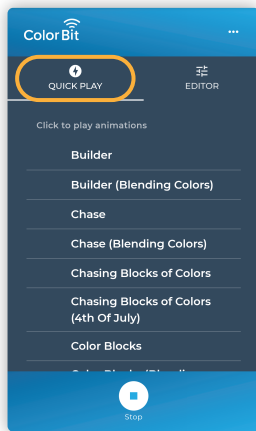 ColorBit
...
QUICK PLAY
EDITOR
Click to play animations
Builder
Builder (Blending Colors)
Chase
Chase (Blending Colors)
Chasing Blocks of Colors
Chasing Blocks of Colors
(4th Of July)
Color Blocks
Stop